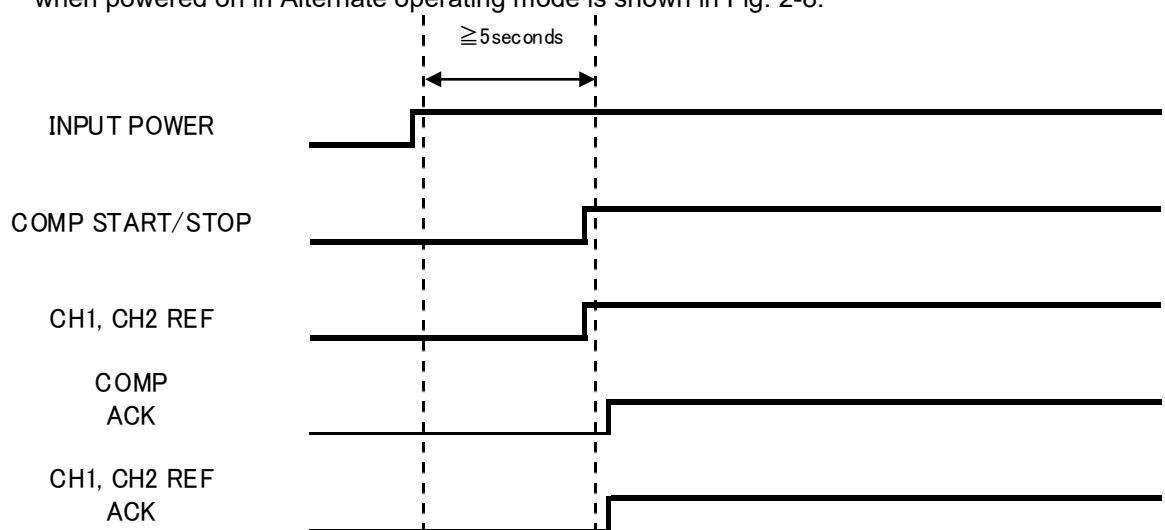 when powered on in Alternate operating mode is shown in Fig. 2-8.
≧5seconds
INPUT POWER
COMP START/STOP
CH1, CH2 REF
COMP
ACK
CH1, CH2 REF
ACK